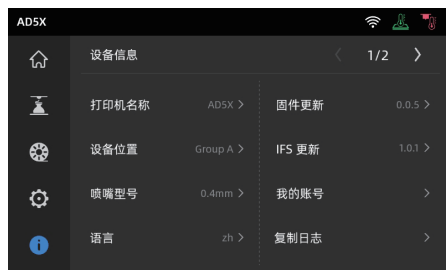 AD5X
设备信息
1/2
打印机名称 AD5X
固件更新 0.0.5
设备位置 Group A
IFS 更新 1.0.1
喷嘴型号 0.4mm
我的账号
语言 zh
复制日志